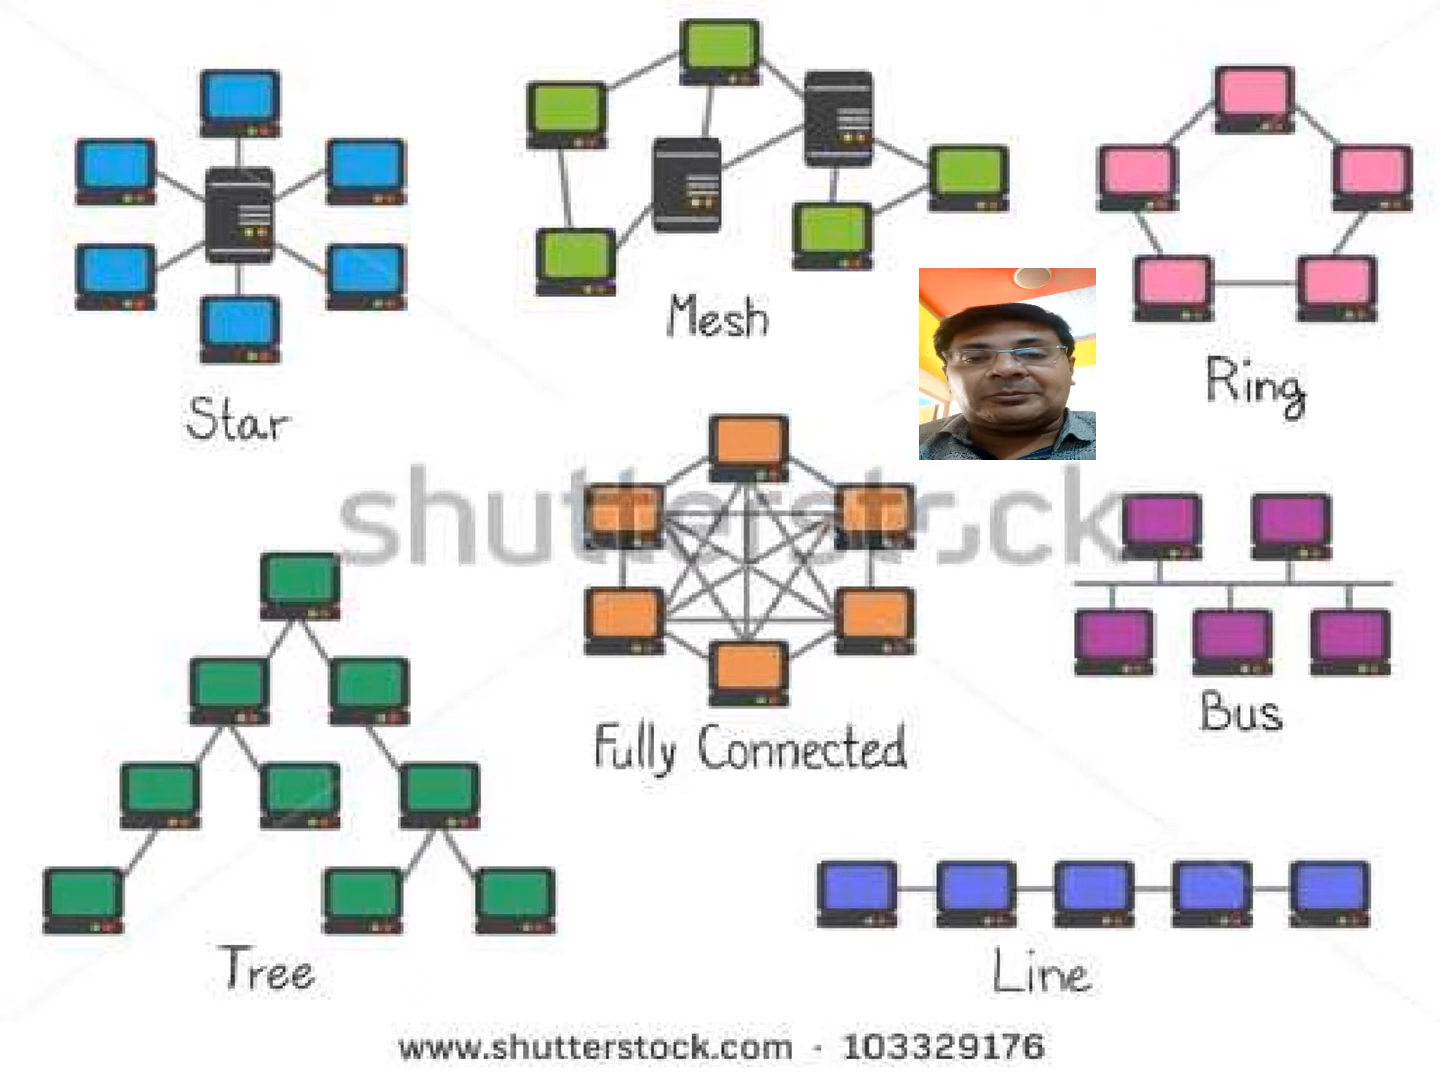 Star
Mesh
Ring
shutterstock
Fully Connected
Bus
Tree
Line
www.shutterstock.com · 103329176